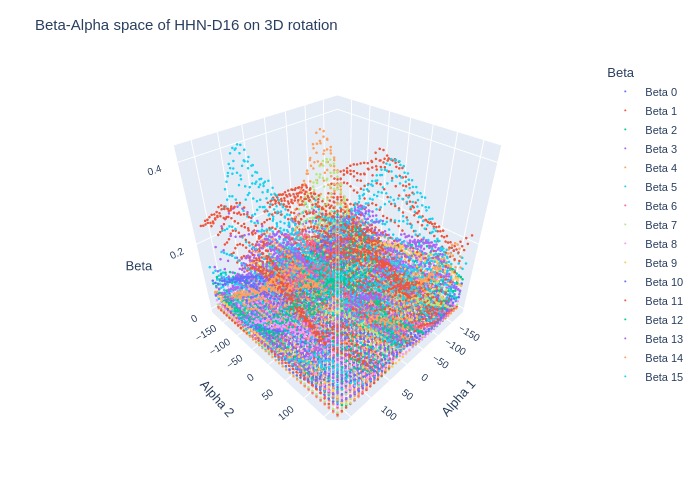 Beta-Alpha space of HHN-D16 on 3D rotation
Beta
Beta 0
Beta 1
Beta 2
Beta 3
Beta 4
Beta 5
Beta 6
Beta 7
Beta 8
Beta 9
Beta 10
Beta 11
Beta 12
Beta 13
Beta 14
Beta 15
0.4
0.2
0
Beta
−150
−100
−50
0
50
100
Alpha 2
−150
−100
−50
0
50
100
Alpha 1